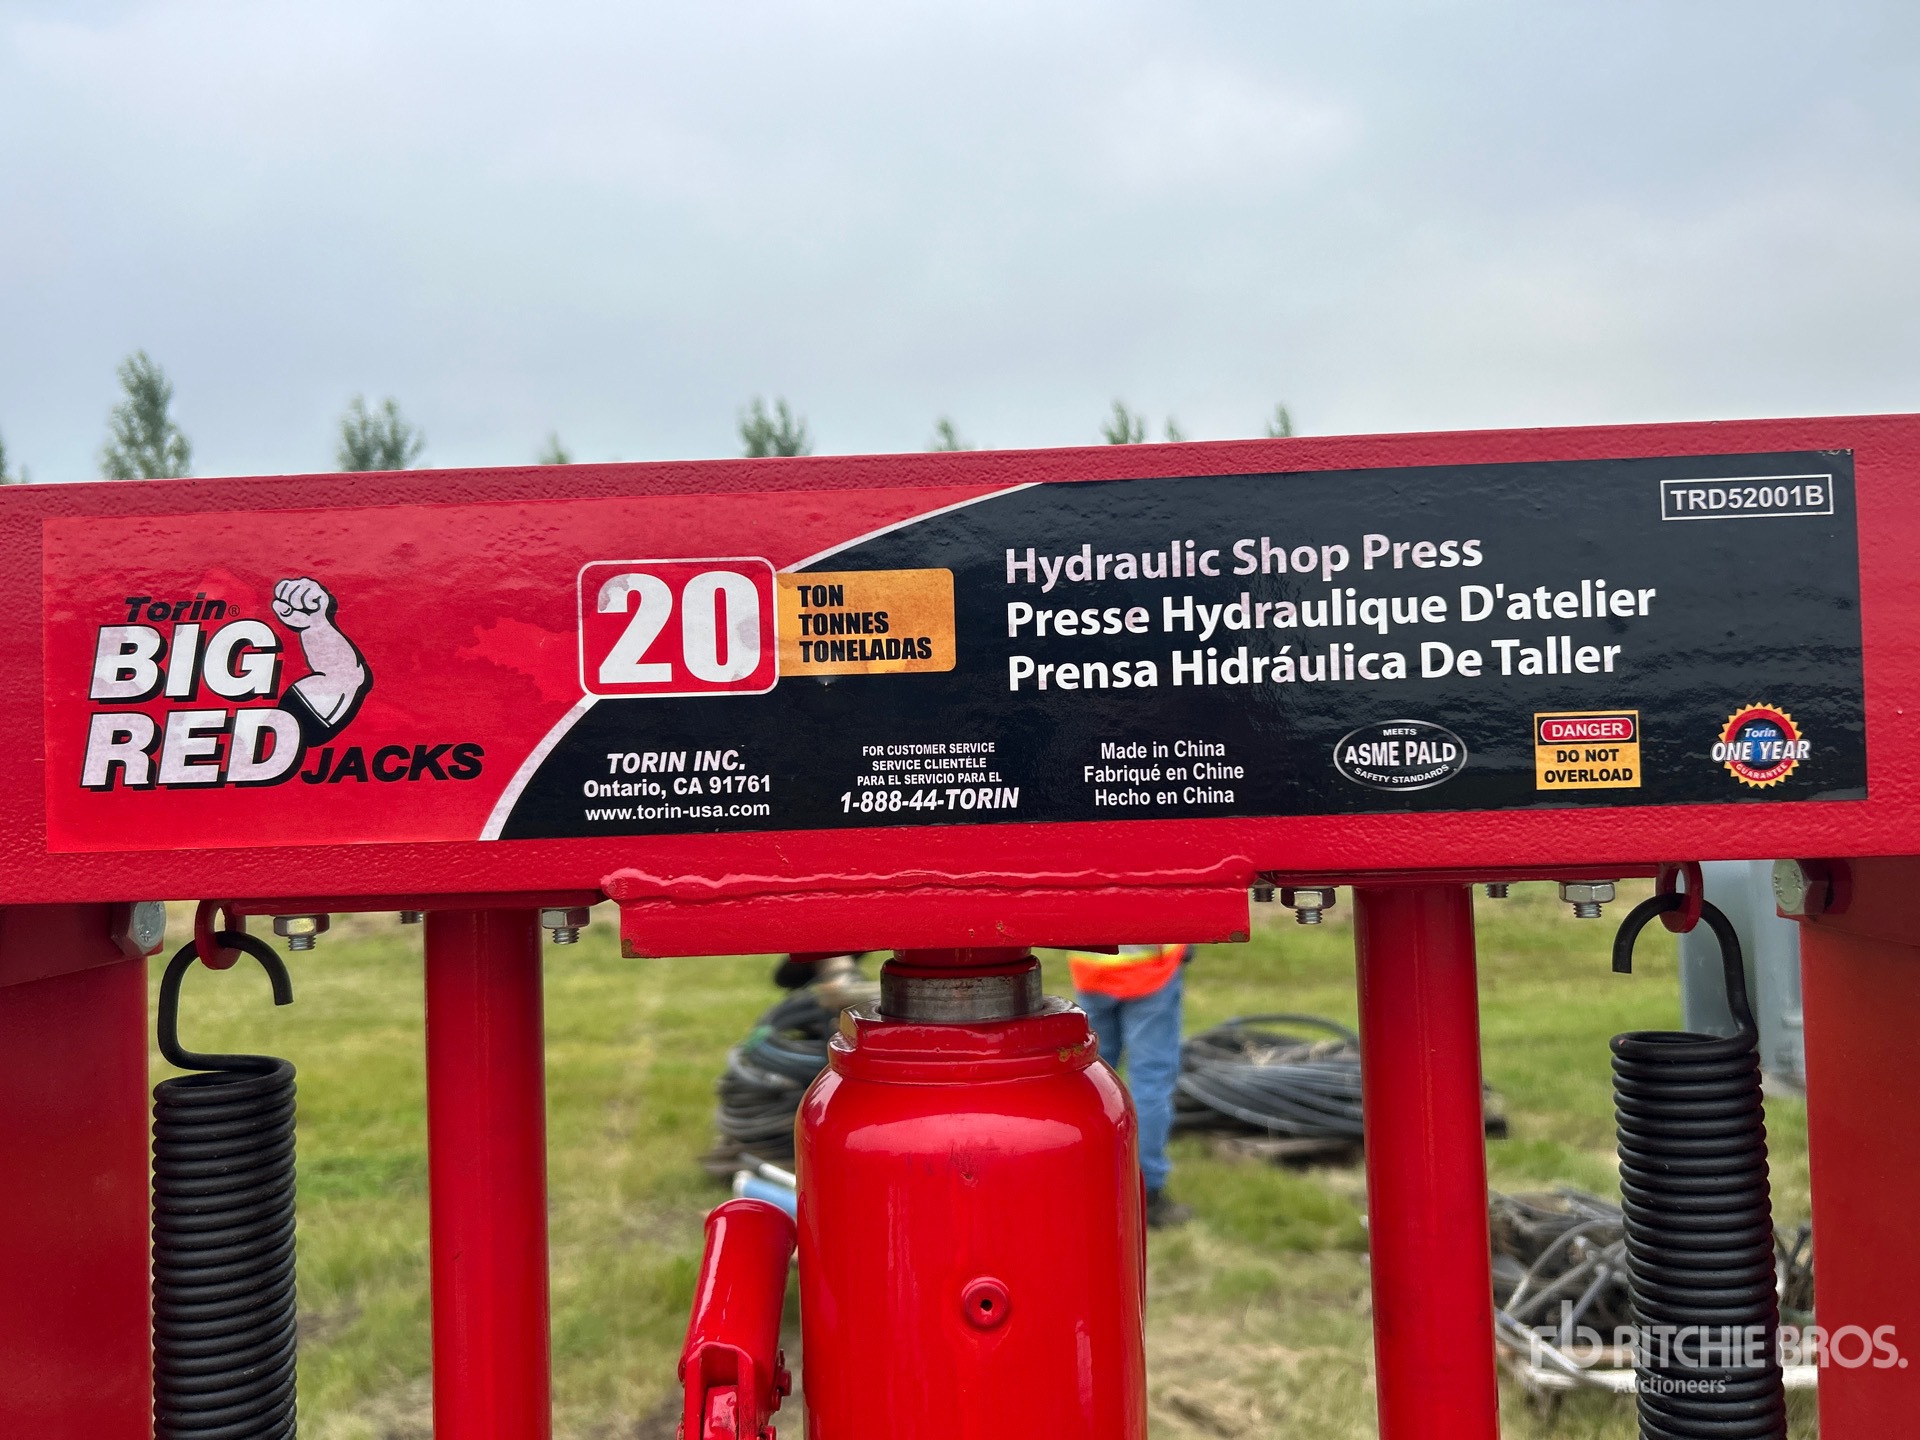 TRD52001B
Torin®
BIG
RED
JACKS
20
TON
TONNES
TONELADAS
Hydraulic Shop Press
Presse Hydraulique D'atelier
Prensa Hidráulica De Taller
TORIN INC.
Ontario, CA 91761
www.torin-usa.com
FOR CUSTOMER SERVICE
SERVICE CLIENTÉLE
PARA EL SERVICIO PARA EL
1-888-44-TORIN
Made in China
Fabriqué en Chine
Hecho en China
MEETS
ASME PALD
SAFETY STANDARDS
DANGER
DO NOT
OVERLOAD
Torin
ONE YEAR
GUARANTEE
rb RITCHIE BROS.
Auctioneers